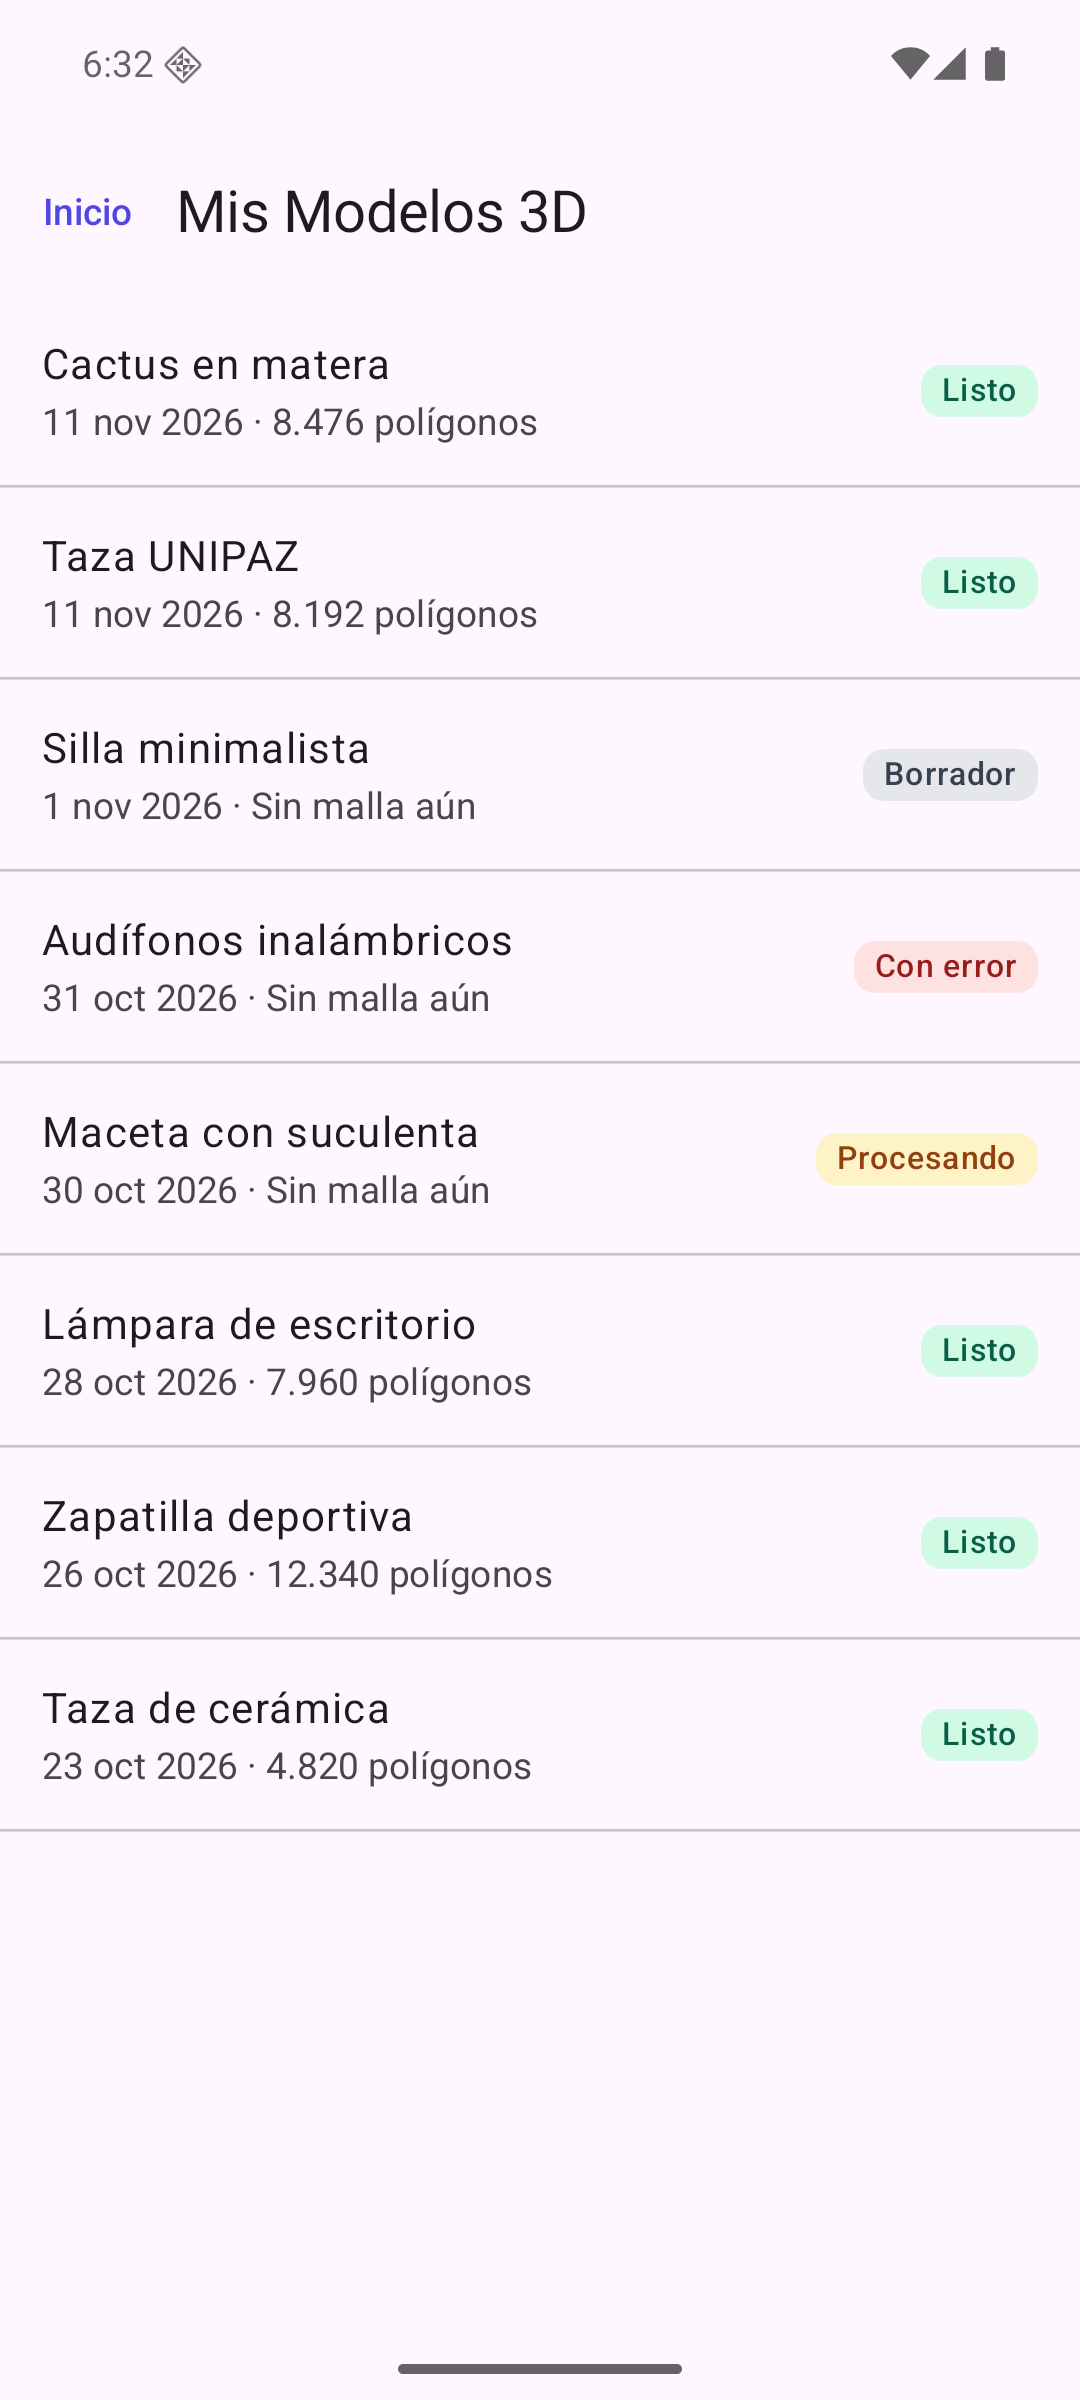 6:32
Inicio Mis Modelos 3D
Cactus en matera
11 nov 2026 · 8.476 polígonos
Listo
Taza UNIPAZ
11 nov 2026 · 8.192 polígonos
Listo
Silla minimalista
1 nov 2026 · Sin malla aún
Borrador
Audífonos inalámbricos
31 oct 2026 · Sin malla aún
Con error
Maceta con suculenta
30 oct 2026 · Sin malla aún
Procesando
Lámpara de escritorio
28 oct 2026 · 7.960 polígonos
Listo
Zapatilla deportiva
26 oct 2026 · 12.340 polígonos
Listo
Taza de cerámica
23 oct 2026 · 4.820 polígonos
Listo